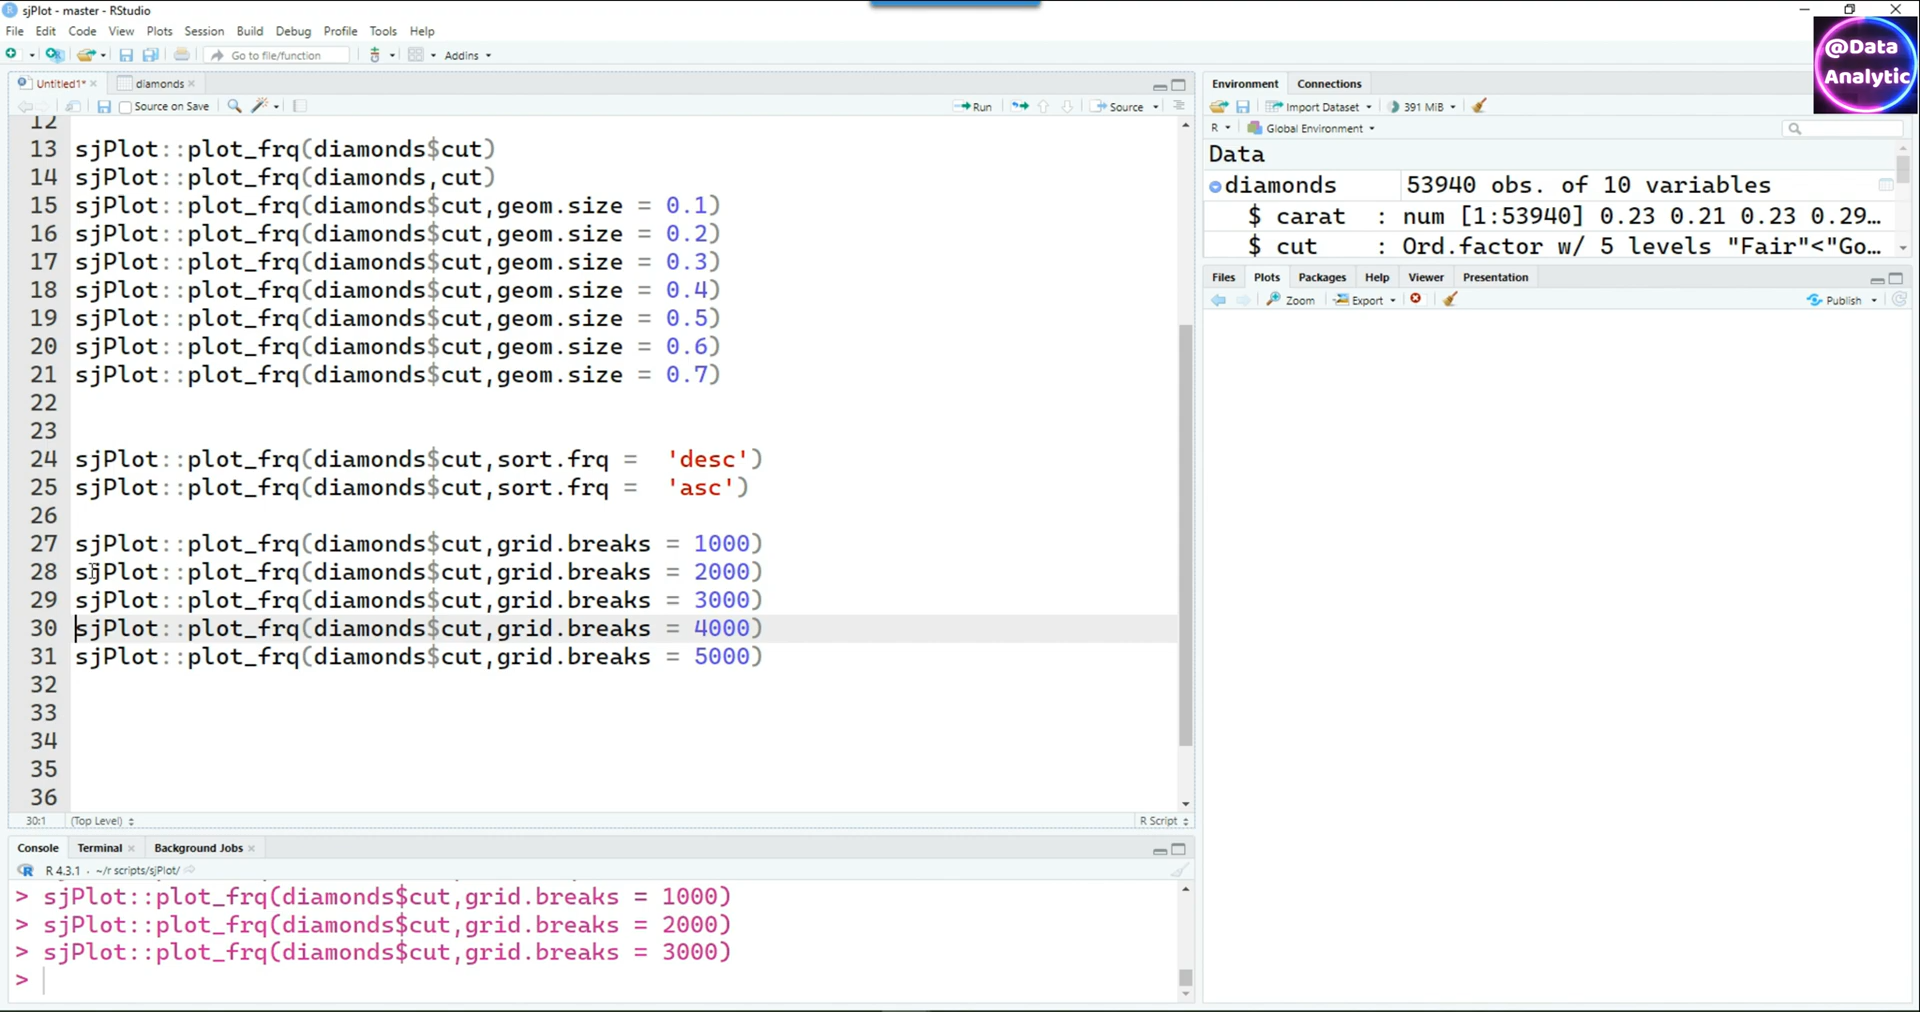 sjPlot - master - RStudio
File Edit Code View Plots Session Build Debug Profile Tools Help
Go to file/function Addins
@Data
Analytic
Untitled1* diamonds
Source on Save Run Source
12
13 sjPlot::plot_frq(diamonds$cut)
14 sjPlot::plot_frq(diamonds,cut)
15 sjPlot::plot_frq(diamonds$cut,geom.size = 0.1)
16 sjPlot::plot_frq(diamonds$cut,geom.size = 0.2)
17 sjPlot::plot_frq(diamonds$cut,geom.size = 0.3)
18 sjPlot::plot_frq(diamonds$cut,geom.size = 0.4)
19 sjPlot::plot_frq(diamonds$cut,geom.size = 0.5)
20 sjPlot::plot_frq(diamonds$cut,geom.size = 0.6)
21 sjPlot::plot_frq(diamonds$cut,geom.size = 0.7)
22
23
24 sjPlot::plot_frq(diamonds$cut,sort.frq =  'desc')
25 sjPlot::plot_frq(diamonds$cut,sort.frq =  'asc')
26
27 sjPlot::plot_frq(diamonds$cut,grid.breaks = 1000)
28 sjPlot::plot_frq(diamonds$cut,grid.breaks = 2000)
29 sjPlot::plot_frq(diamonds$cut,grid.breaks = 3000)
30 sjPlot::plot_frq(diamonds$cut,grid.breaks = 4000)
31 sjPlot::plot_frq(diamonds$cut,grid.breaks = 5000)
32
33
34
35
36
30:1 (Top Level) R Script
Console Terminal Background Jobs
R 4.3.1 · ~/r scripts/sjPlot/
> sjPlot::plot_frq(diamonds$cut,grid.breaks = 1000)
> sjPlot::plot_frq(diamonds$cut,grid.breaks = 2000)
> sjPlot::plot_frq(diamonds$cut,grid.breaks = 3000)
>
Environment Connections
Import Dataset 391 MiB
R Global Environment
Data
diamonds 53940 obs. of 10 variables
$ carat : num [1:53940] 0.23 0.21 0.23 0.29…
$ cut : Ord.factor w/ 5 levels "Fair"<"Go…
Files Plots Packages Help Viewer Presentation
Zoom Export Publish